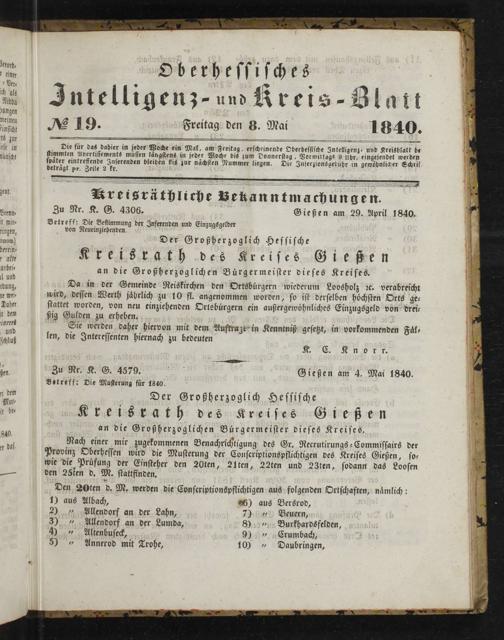 Oberhessisches
Intelligenz- und Kreis-Blatt
№ 19. Freitag den 8. Mai 1840.
Die für das dahier in jeder Woche ein Mal, am Freitag, erscheinende Oberhessische Intelligenz- und Kreisblatt be
stimmten Avertissements müssen längstens in jeder Woche bis zum Donnerstag, Vormittags 9 Uhr, eingesendet werden
später eintreffende Inserenden bleiben bis zur nächsten Nummer liegen. Die Inserzionsgebühr in gewöhnlicher Schrif
beträgt pr. Zeile 2 kr.
Kreisräthliche Bekanntmachungen.
Zu Nr. K. G. 4306. Gießen am 29. April 1840.
Betreff: Die Bestimmung der Inferenden und Einzugsgelder
von Neueinziehenden.
Der Großherzoglich Hessische
Kreisrath des Kreises Gießen
an die Großherzoglichen Bürgermeister dieses Kreises.
Da in der Gemeinde Reiskirchen den Ortsbürgern wiederum Loosholz ꝛc. verabreicht
wird, dessen Werth jährlich zu 10 fl. angenommen worden, so ist derselben höchsten Orts ge-
stattet worden, von neu einziehenden Ortsbürgern ein außergewöhnliches Einzugsgeld von drei-
ßig Gulden zu erheben.
Sie werden daher hiervon mit dem Auftrage in Kenntniß gesetzt, in vorkommenden Fäl-
len, die Interessenten hiernach zu bedeuten
K. C. Knorr.
Zu Nr. K. G. 4579. Gießen am 4. Mai 1840.
Betreff: Die Musterung für 1840.
Der Großherzoglich Hessische
Kreisrath des Kreises Gießen
an die Großherzoglichen Bürgermeister dieses Kreises.
Nach einer mir zugekommenen Benachrichtigung des Gr. Recrutirungs-Commissairs der
Provinz Oberhessen wird die Musterung der Conscriptionspflichtigen des Kreises Gießen, so-
wie die Prüfung der Einsteher den 20ten, 21ten, 22ten und 23ten, sodann das Loosen
den 25ten d. M. stattfinden.
Den 20ten d. M. werden die Conscriptionspflichtigen aus folgenden Ortschaften, nämlich:
1) aus Albach,
2) „ Allendorf an der Lahn,
3) „ Allendorf an der Lumda,
4) „ Altenbuseck,
5) „ Annerod mit Trohe,
6) aus Bersrod,
7) „ Beuern,
8) „ Burkhardsfelden,
9) „ Crumbach,
10) „ Daubringen,